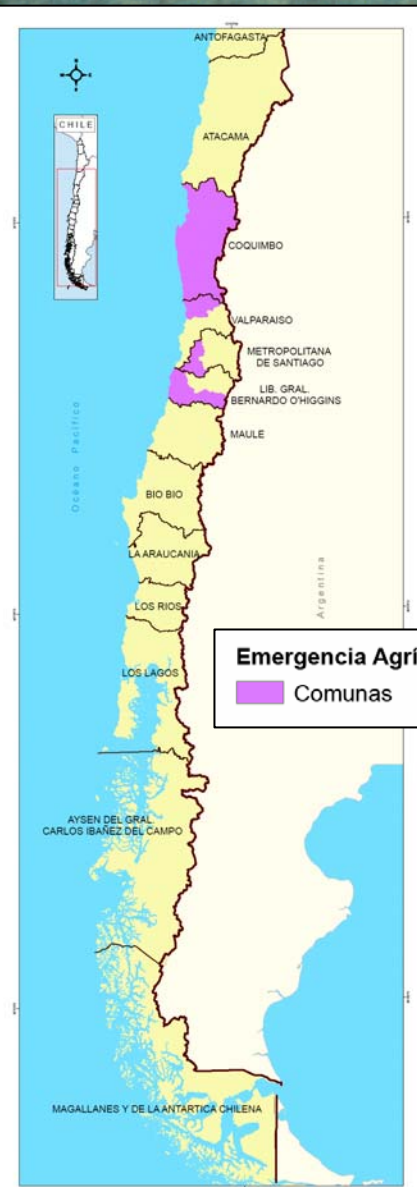 ANTOFAGASTA
CHILE
ATACAMA
COQUIMBO
VALPARAISO
METROPOLITANA
DE SANTIAGO
LIB. GRAL.
BERNARDO O'HIGGINS
MAULE
Océano Pacífico
BIO BIO
LA ARAUCANIA
Argentina
LOS RIOS
Emergencia Agrí
Comunas
LOS LAGOS
AYSEN DEL GRAL.
CARLOS IBAÑEZ DEL CAMPO
MAGALLANES Y DE LA ANTARTICA CHILENA